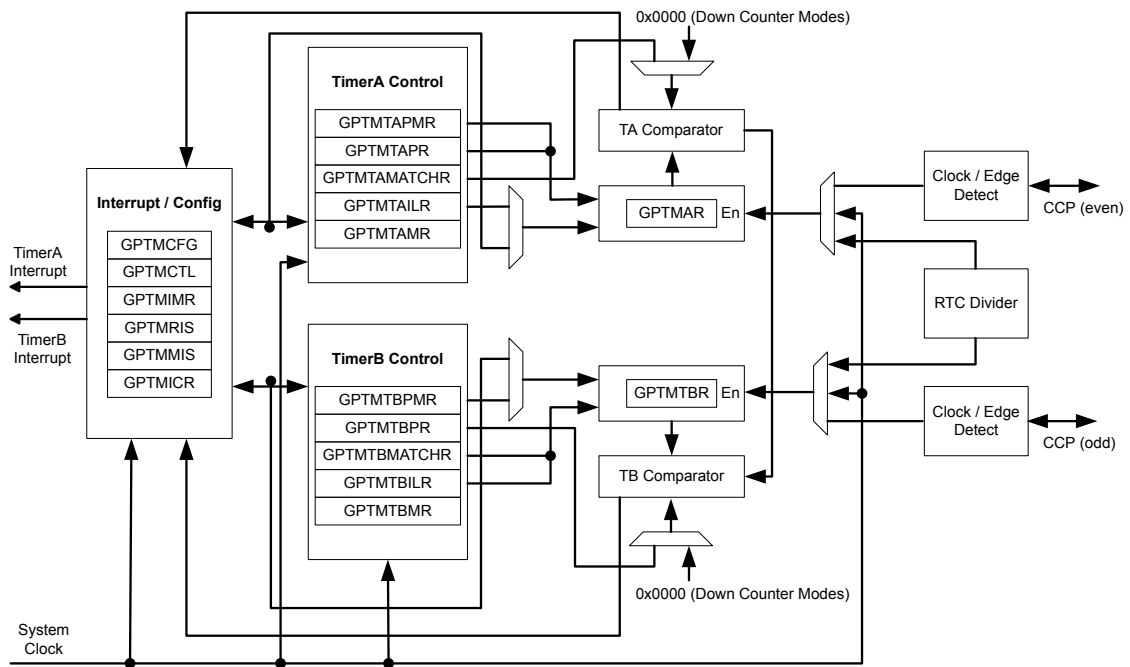 0x0000 (Down Counter Modes)
TimerA Control
GPTMTAPMR
GPTMTAPR
GPTMTAMATCHR
GPTMTAILR
GPTMTAMR
TA Comparator
GPTMAR
En
Clock / Edge
Detect
CCP (even)
Interrupt / Config
GPTMCFG
GPTMCTL
GPTMIMR
GPTMRIS
GPTMMIS
GPTMICR
TimerA
Interrupt
TimerB
Interrupt
RTC Divider
TimerB Control
GPTMTBPMR
GPTMTBPR
GPTMTBMATCHR
GPTMTBILR
GPTMTBMR
GPTMTBR
En
TB Comparator
Clock / Edge
Detect
CCP (odd)
0x0000 (Down Counter Modes)
System
Clock